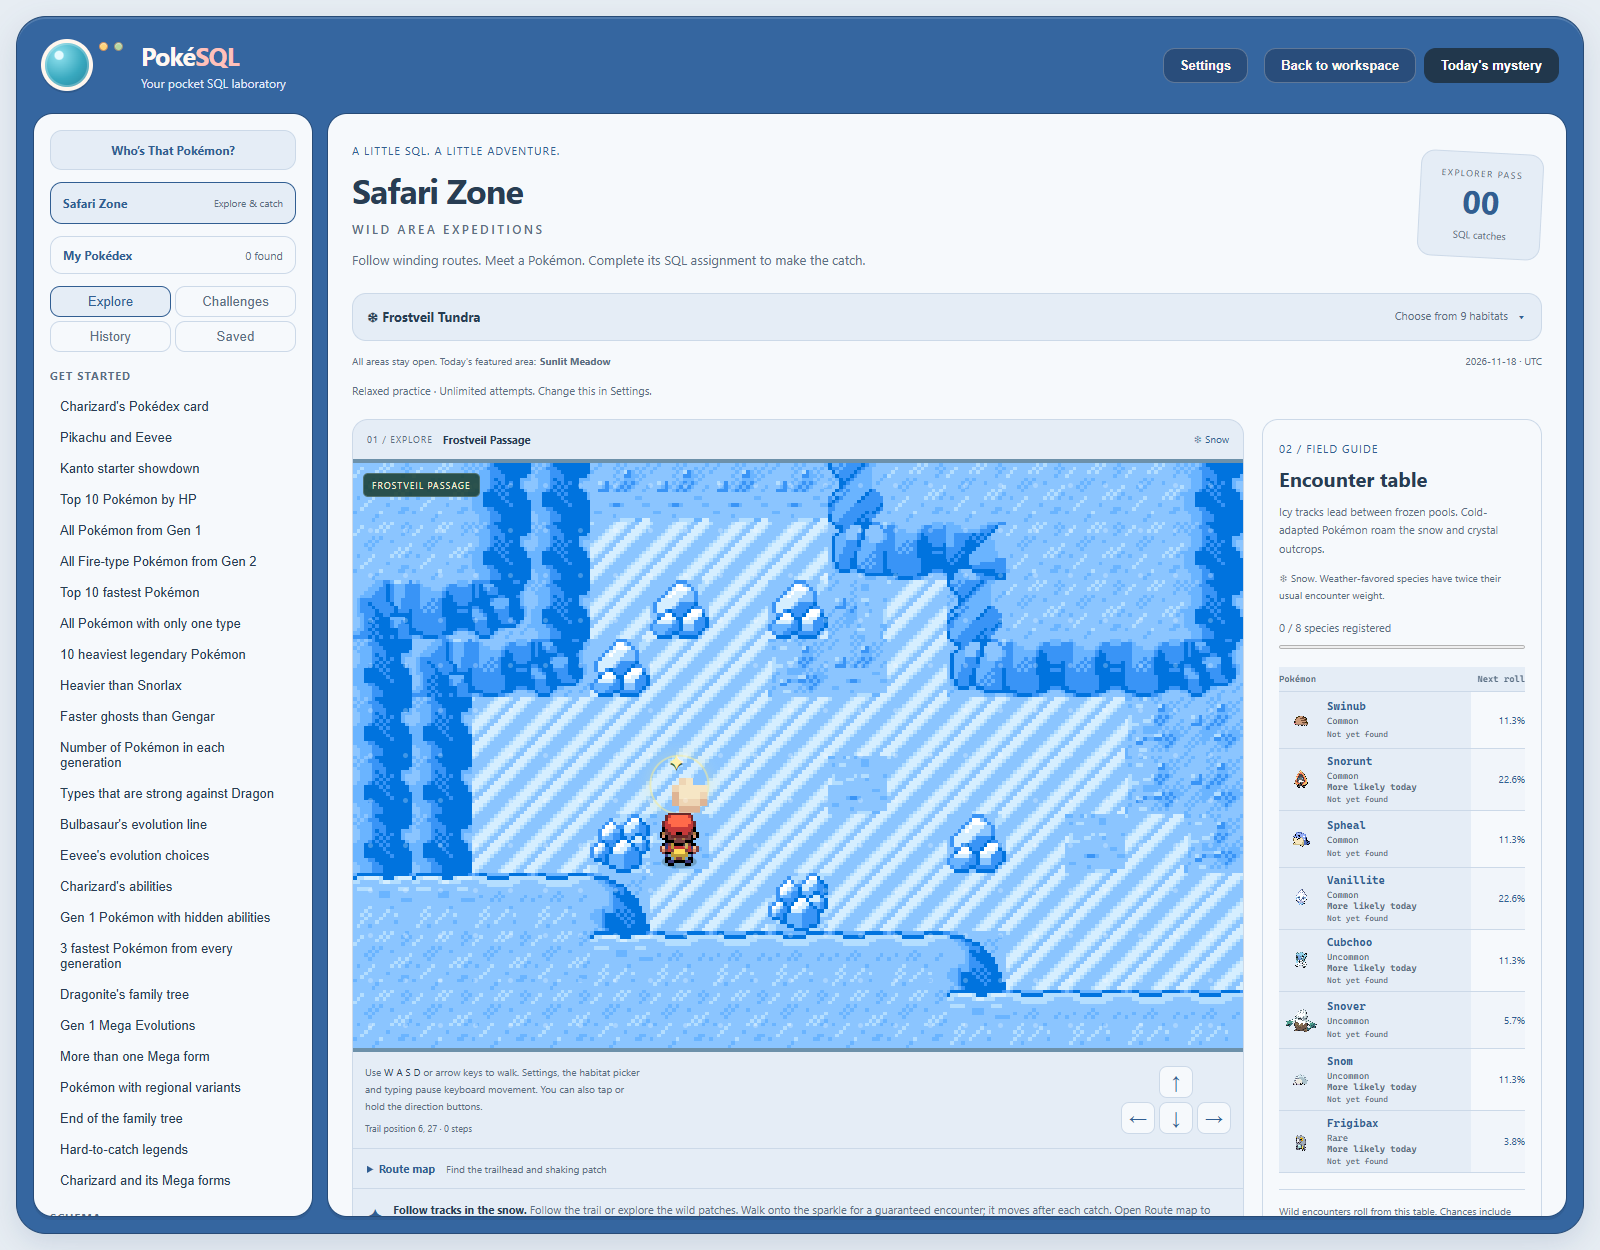 PokéSQL
Your pocket SQL laboratory
Settings
Back to workspace
Today's mystery
Who's That Pokémon?
Safari Zone
Explore & catch
My Pokédex
0 found
Explore
Challenges
History
Saved
GET STARTED
Charizard's Pokédex card
Pikachu and Eevee
Kanto starter showdown
Top 10 Pokémon by HP
All Pokémon from Gen 1
All Fire-type Pokémon from Gen 2
Top 10 fastest Pokémon
All Pokémon with only one type
10 heaviest legendary Pokémon
Heavier than Snorlax
Faster ghosts than Gengar
Number of Pokémon in each
generation
Types that are strong against Dragon
Bulbasaur's evolution line
Eevee's evolution choices
Charizard's abilities
Gen 1 Pokémon with hidden abilities
3 fastest Pokémon from every
generation
Dragonite's family tree
Gen 1 Mega Evolutions
More than one Mega form
Pokémon with regional variants
End of the family tree
Hard-to-catch legends
Charizard and its Mega forms
A LITTLE SQL. A LITTLE ADVENTURE.
Safari Zone
WILD AREA EXPEDITIONS
Follow winding routes. Meet a Pokémon. Complete its SQL assignment to make the catch.
EXPLORER PASS
00
SQL catches
❄ Frostveil Tundra
Choose from 9 habitats
All areas stay open. Today's featured area: Sunlit Meadow
2026-11-18 · UTC
Relaxed practice · Unlimited attempts. Change this in Settings.
01 / EXPLORE Frostveil Passage
❄ Snow
FROSTVEIL PASSAGE
Use W A S D or arrow keys to walk. Settings, the habitat picker
and typing pause keyboard movement. You can also tap or
hold the direction buttons.
Trail position 6, 27 · 0 steps
↑
← ↓ →
Route map Find the trailhead and shaking patch
Follow tracks in the snow. Follow the trail or explore the wild patches. Walk onto the sparkle for a guaranteed encounter; it moves after each catch. Open Route map to
02 / FIELD GUIDE
Encounter table
Icy tracks lead between frozen pools. Cold-
adapted Pokémon roam the snow and crystal
outcrops.
❄ Snow. Weather-favored species have twice their
usual encounter weight.
0 / 8 species registered
Pokémon Next roll
Swinub
Common
Not yet found
11.3%
Snorunt
Common
More likely today
Not yet found
22.6%
Spheal
Common
Not yet found
11.3%
Vanillite
Common
More likely today
Not yet found
22.6%
Cubchoo
Uncommon
More likely today
Not yet found
11.3%
Snover
Uncommon
Not yet found
5.7%
Snom
Uncommon
More likely today
Not yet found
11.3%
Frigibax
Rare
More likely today
Not yet found
3.8%
Wild encounters roll from this table. Chances include